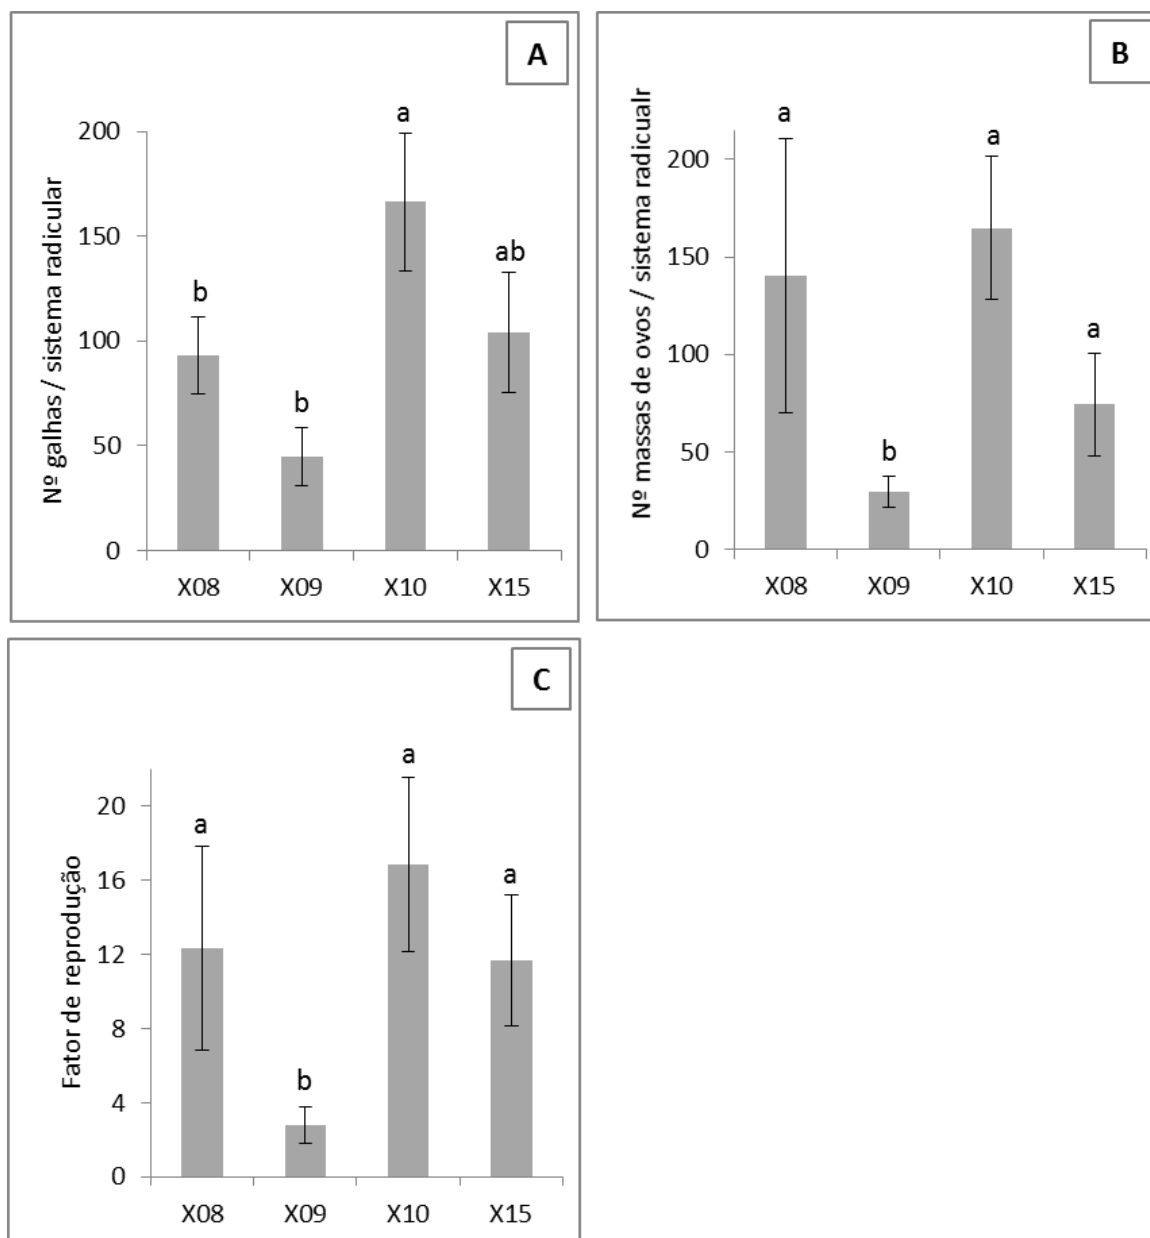 A
Nº galhas / sistema radicular
200
150
100
50
0
b
b
a
ab
X08 X09 X10 X15
B
Nº massas de ovos / sistema radicualr
200
150
100
50
0
a
b
a
a
X08 X09 X10 X15
C
Fator de reprodução
20
16
12
8
4
0
a
b
a
a
X08 X09 X10 X15